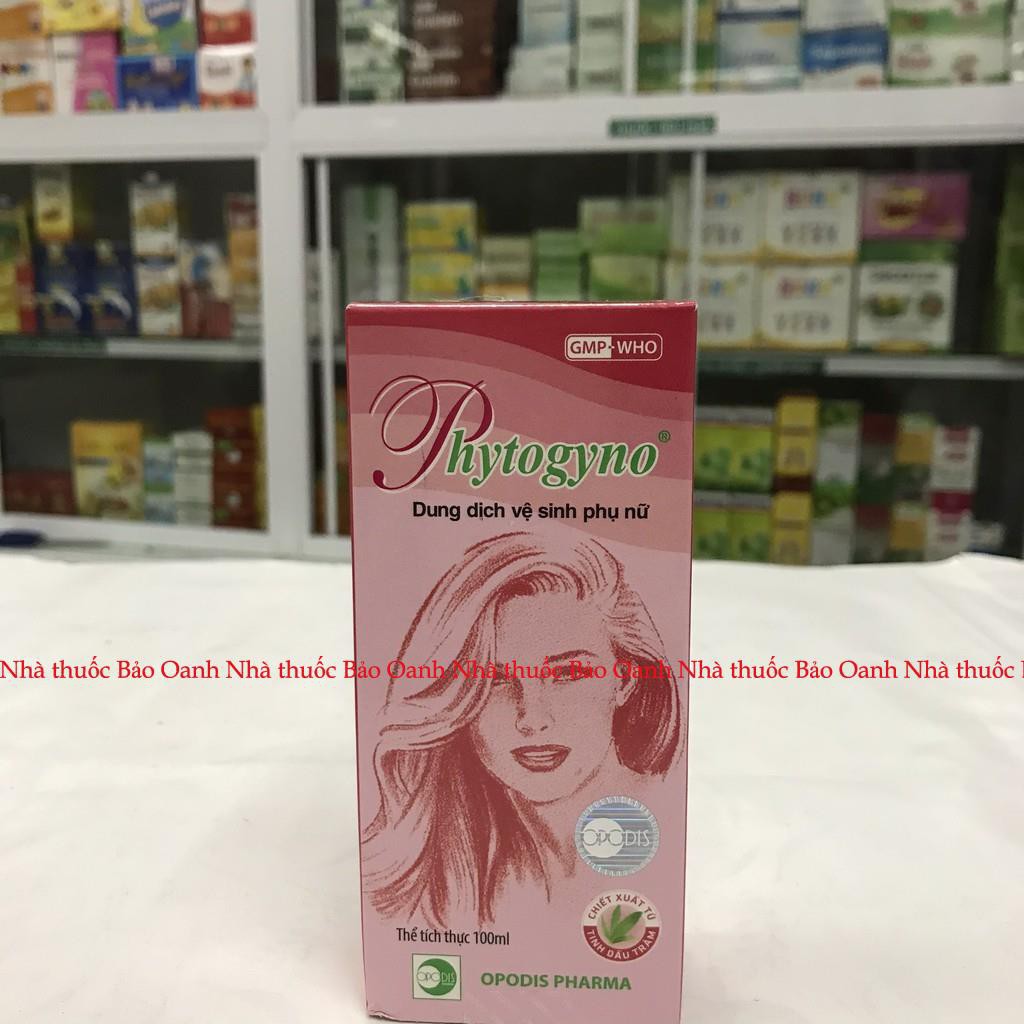 GMP-WHO
Phytogyno®
Dung dịch vệ sinh phụ nữ
Nhà thuốc Bảo Oanh Nhà thuốc Bảo Oanh Nhà thuốc Bảo Oanh Nhà thuốc Bảo Oanh Nhà thuốc
OPODIS
CHIẾT XUẤT TỪ
TINH DẦU TRÀM
Thể tích thực 100ml
OPODIS
OPODIS PHARMA